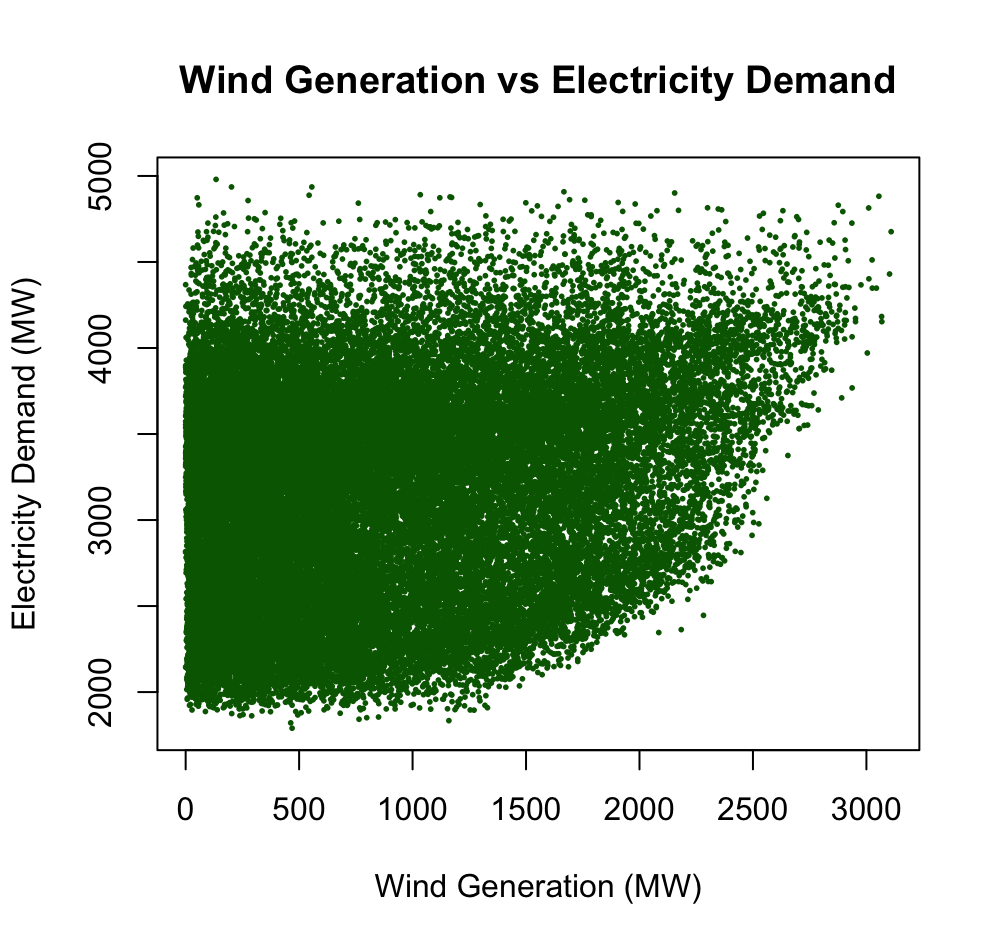 Wind Generation vs Electricity Demand
Electricity Demand (MW)
5000
4000
3000
2000
0 500 1000 1500 2000 2500 3000
Wind Generation (MW)